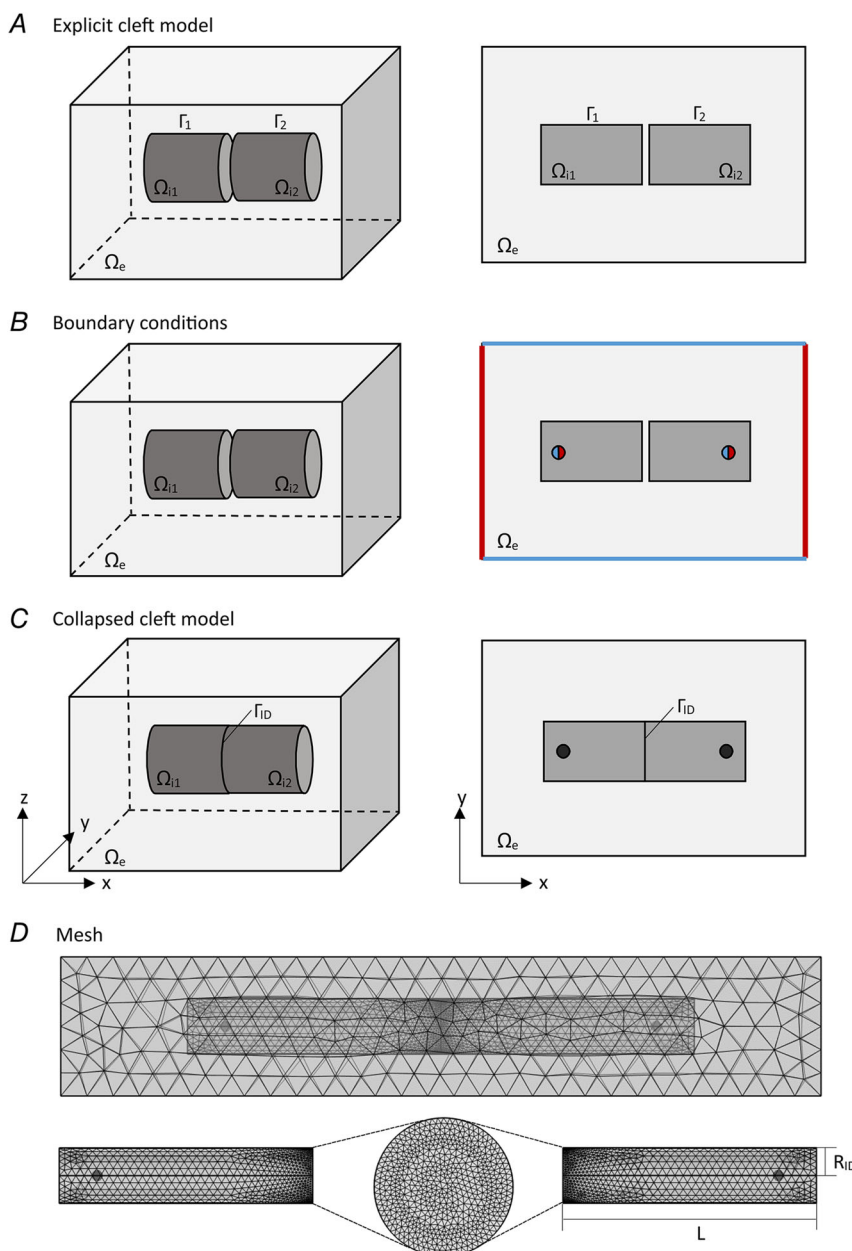 A Explicit cleft model
Γ1 Γ2 Γ1 Γ2
Ωi1 Ωi2 Ωi1 Ωi2
Ωe Ωe
B Boundary conditions
Ωi1 Ωi2
Ωe Ωe
C Collapsed cleft model
ΓID ΓID
Ωi1 Ωi2
z y y
Ωe Ωe
x x
D Mesh
RID
L